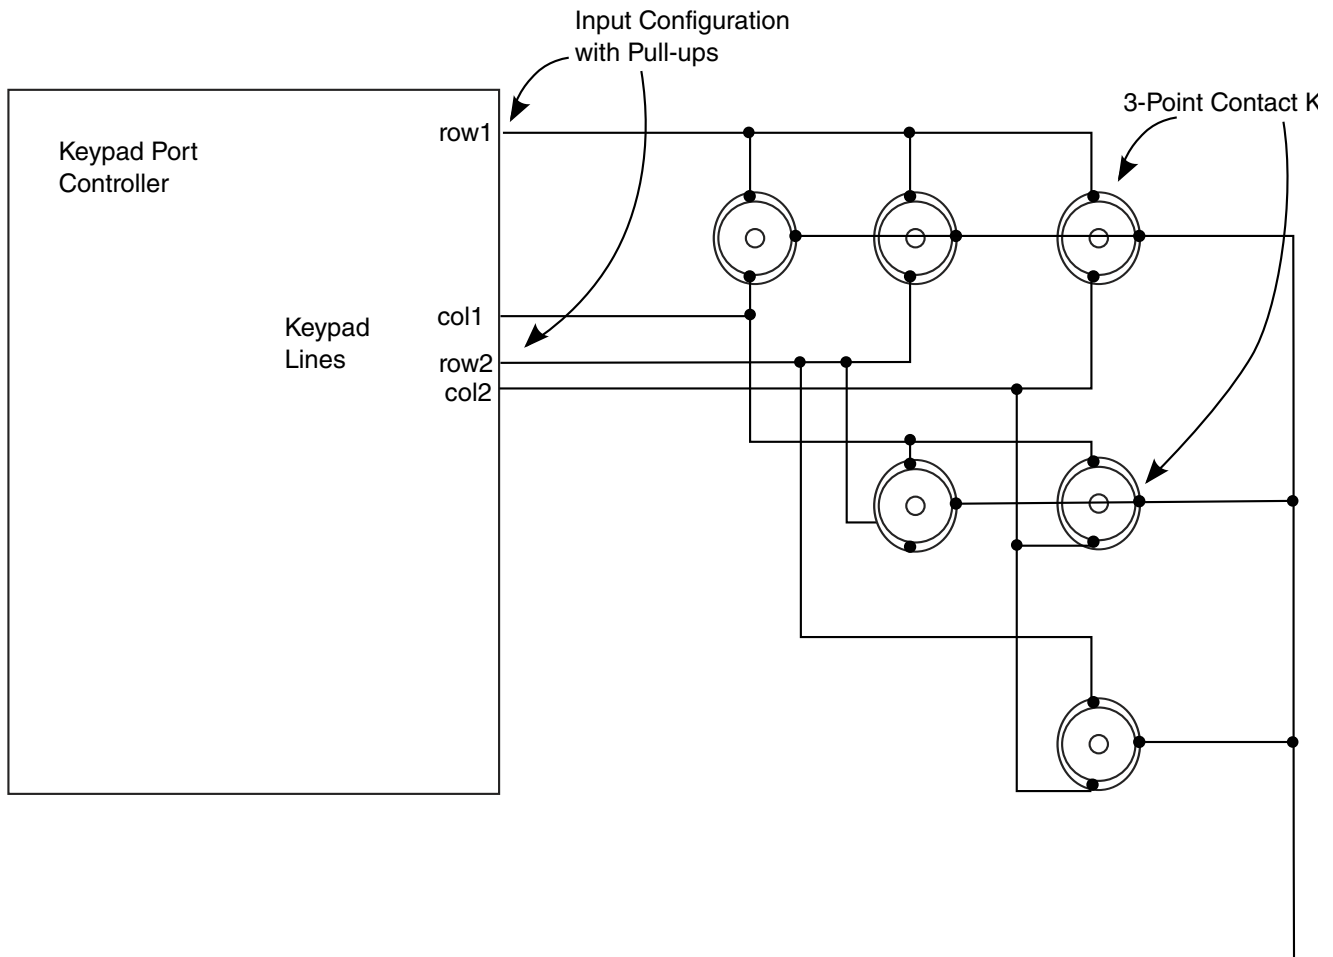 Input Configuration
with Pull-ups
3-Point Contact K
Keypad Port
Controller
row1
Keypad
Lines
col1
row2
col2